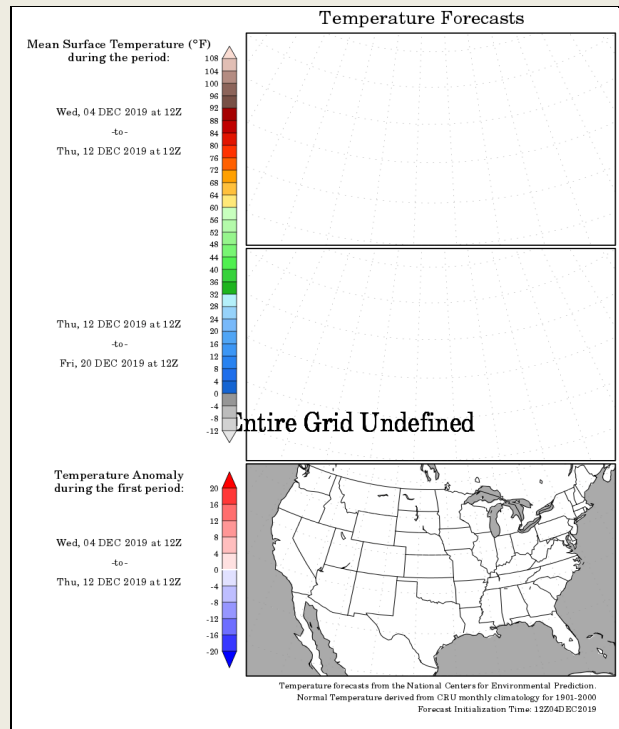 Temperature Forecasts
Mean Surface Temperature (°F)
during the period:
Wed, 04 DEC 2019 at 12Z
-to-
Thu, 12 DEC 2019 at 12Z
108
104
100
96
92
88
84
80
76
72
68
64
60
56
52
48
44
40
36
32
28
24
20
16
12
8
4
0
-4
-8
-12
Thu, 12 DEC 2019 at 12Z
-to-
Fri, 20 DEC 2019 at 12Z
Entire Grid Undefined
Temperature Anomaly
during the first period:
Wed, 04 DEC 2019 at 12Z
-to-
Thu, 12 DEC 2019 at 12Z
20
16
12
8
4
0
-4
-8
-12
-16
-20
Temperature forecasts from the National Centers for Environmental Prediction.
Normal Temperature derived from CRU monthly climatology for 1901-2000
Forecast Initialization Time: 12Z04DEC2019